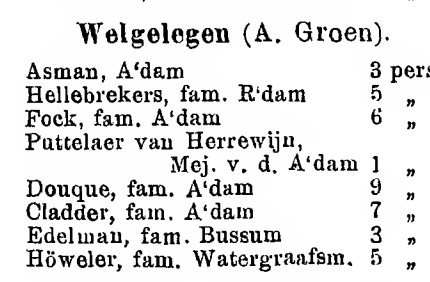 Welgelegen (A. Groen).
Asman, A'dam 3 pers
Hellebrekers, fam. R'dam 5 „
Fock, fam. A'dam 6 „
Puttelaer van Herrewijn,
Mej. v. d. A'dam 1 „
Douque, fam. A'dam 9 „
Cladder, fam. A'dam 7 „
Edelman, fam. Bussum 3 „
Höweler, fam. Watergraafsm. 5 „